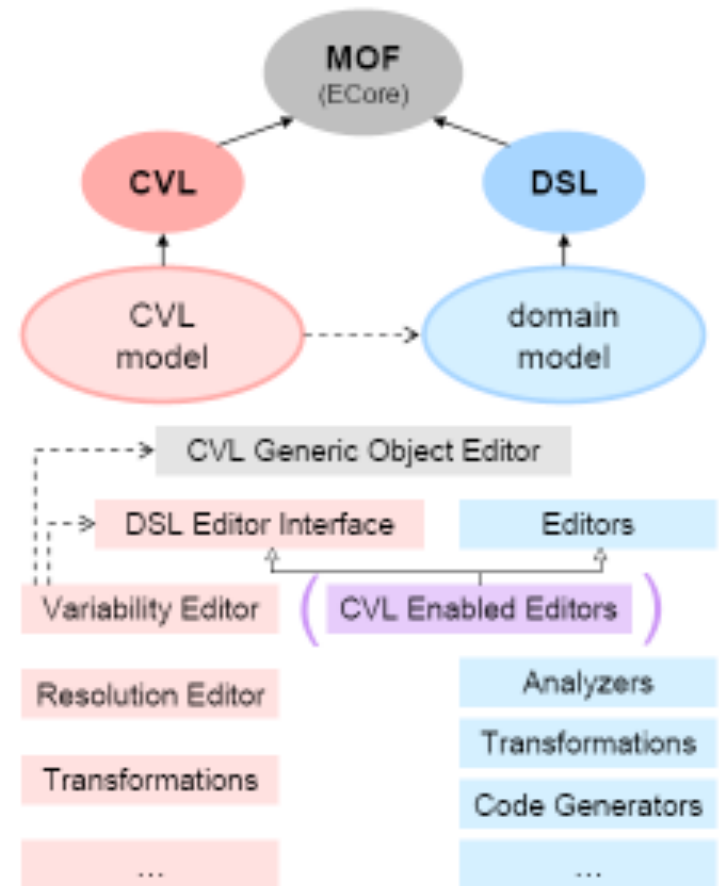 MOF
(ECore)
CVL
DSL
CVL
model
domain
model
CVL Generic Object Editor
DSL Editor Interface
Editors
Variability Editor
( CVL Enabled Editors )
Resolution Editor
Analyzers
Transformations
Transformations
Code Generators
...
...